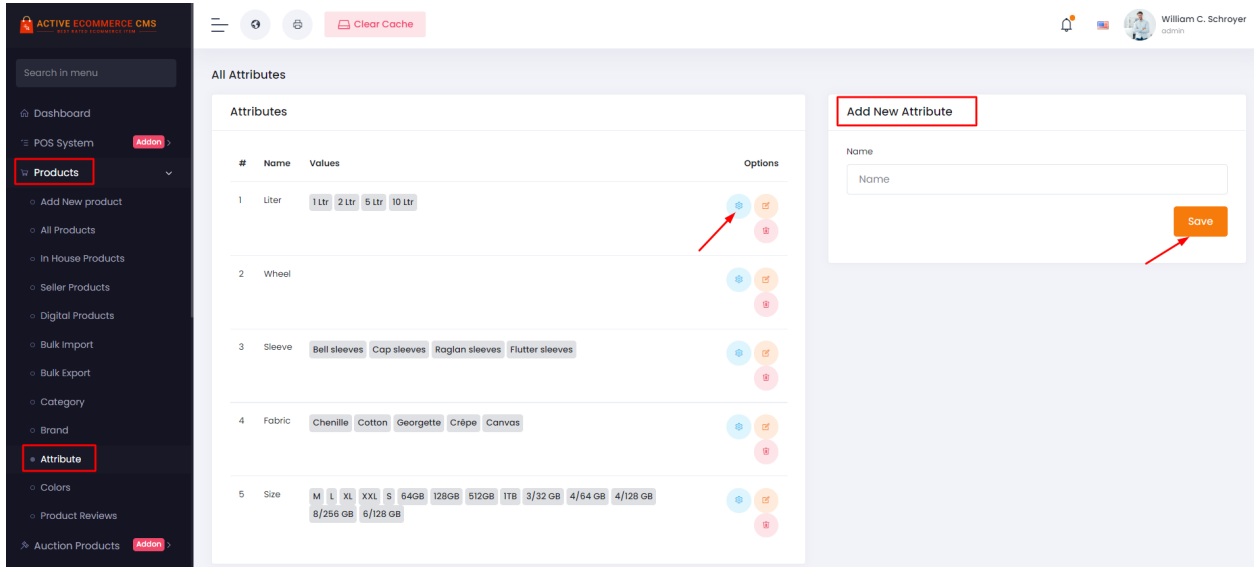 ACTIVE ECOMMERCE CMS
BEST RATED ECOMMERCE ITEM
Clear Cache
William C. Schroyer
admin
Search in menu
Dashboard
POS System Addon
Products
Add New product
All Products
In House Products
Seller Products
Digital Products
Bulk Import
Bulk Export
Category
Brand
Attribute
Colors
Product Reviews
Auction Products Addon
All Attributes
Attributes
# Name Values Options
1 Liter 1 Ltr 2 Ltr 5 Ltr 10 Ltr
2 Wheel
3 Sleeve Bell sleeves Cap sleeves Raglan sleeves Flutter sleeves
4 Fabric Chenille Cotton Georgette Crêpe Canvas
5 Size M L XL XXL S 64GB 128GB 512GB 1TB 3/32 GB 4/64 GB 4/128 GB
8/256 GB 6/128 GB
Add New Attribute
Name
Name
Save